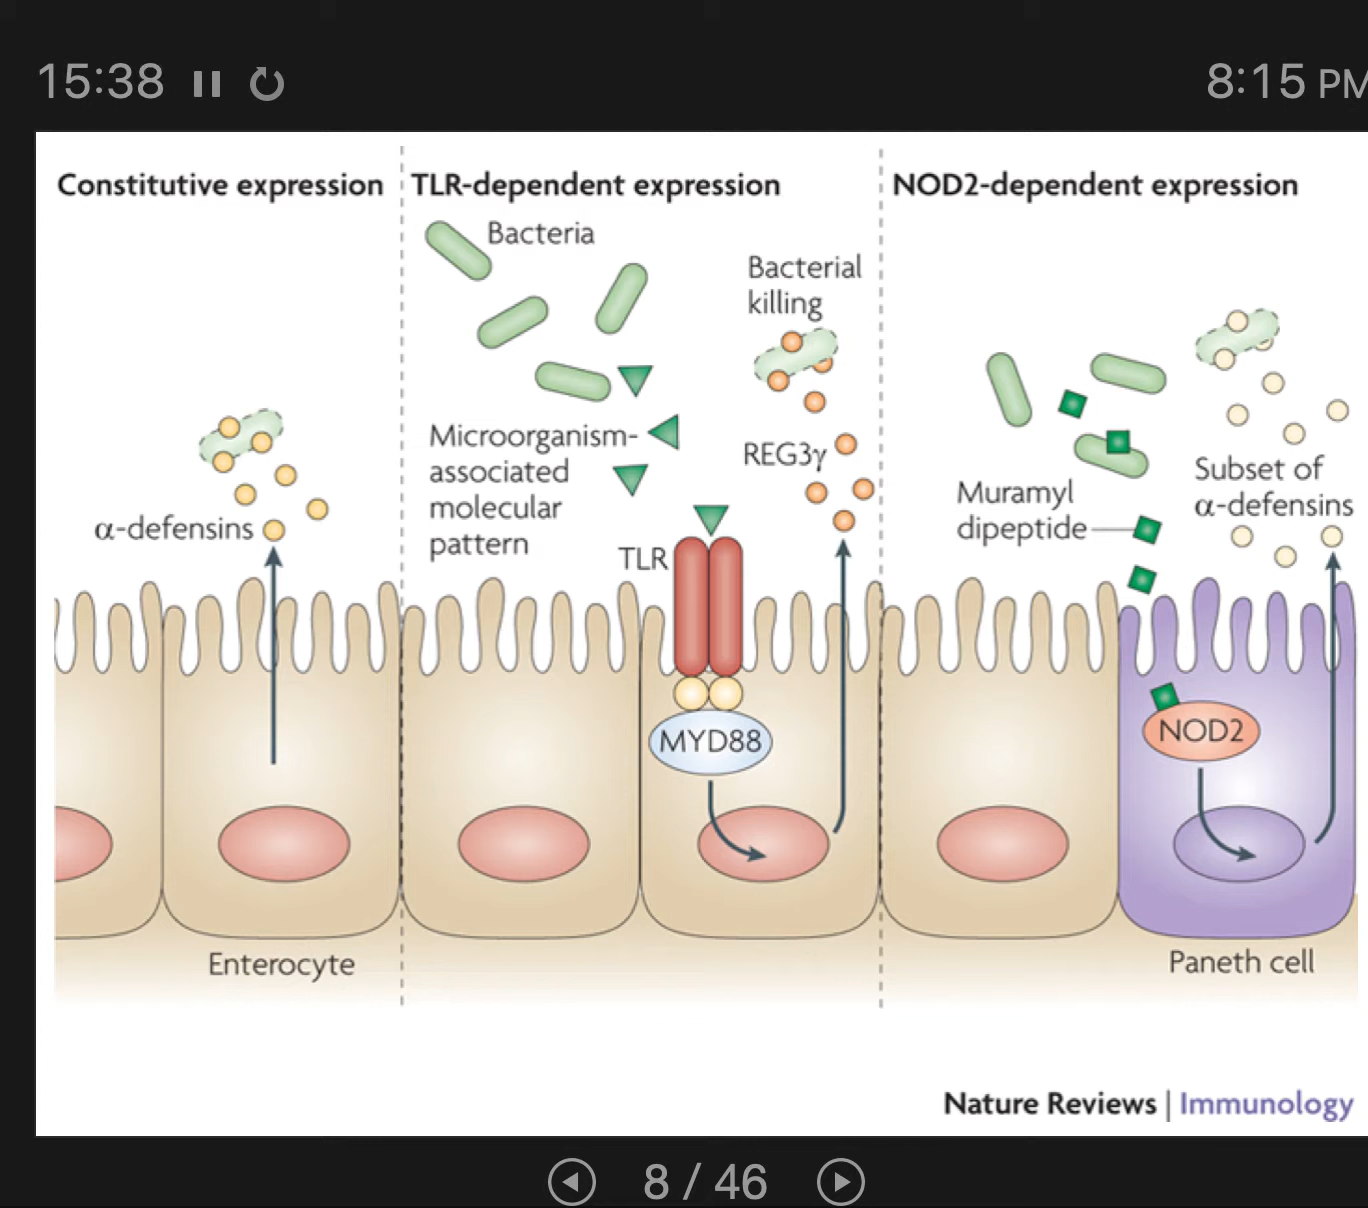 15:38
8:15 PM
Constitutive expression
TLR-dependent expression
NOD2-dependent expression
Bacteria
Bacterial
killing
Microorganism-
associated
molecular
pattern
REG3γ
TLR
α-defensins
Muramyl
dipeptide
Subset of
α-defensins
MYD88
NOD2
Enterocyte
Paneth cell
Nature Reviews | Immunology
8 / 46